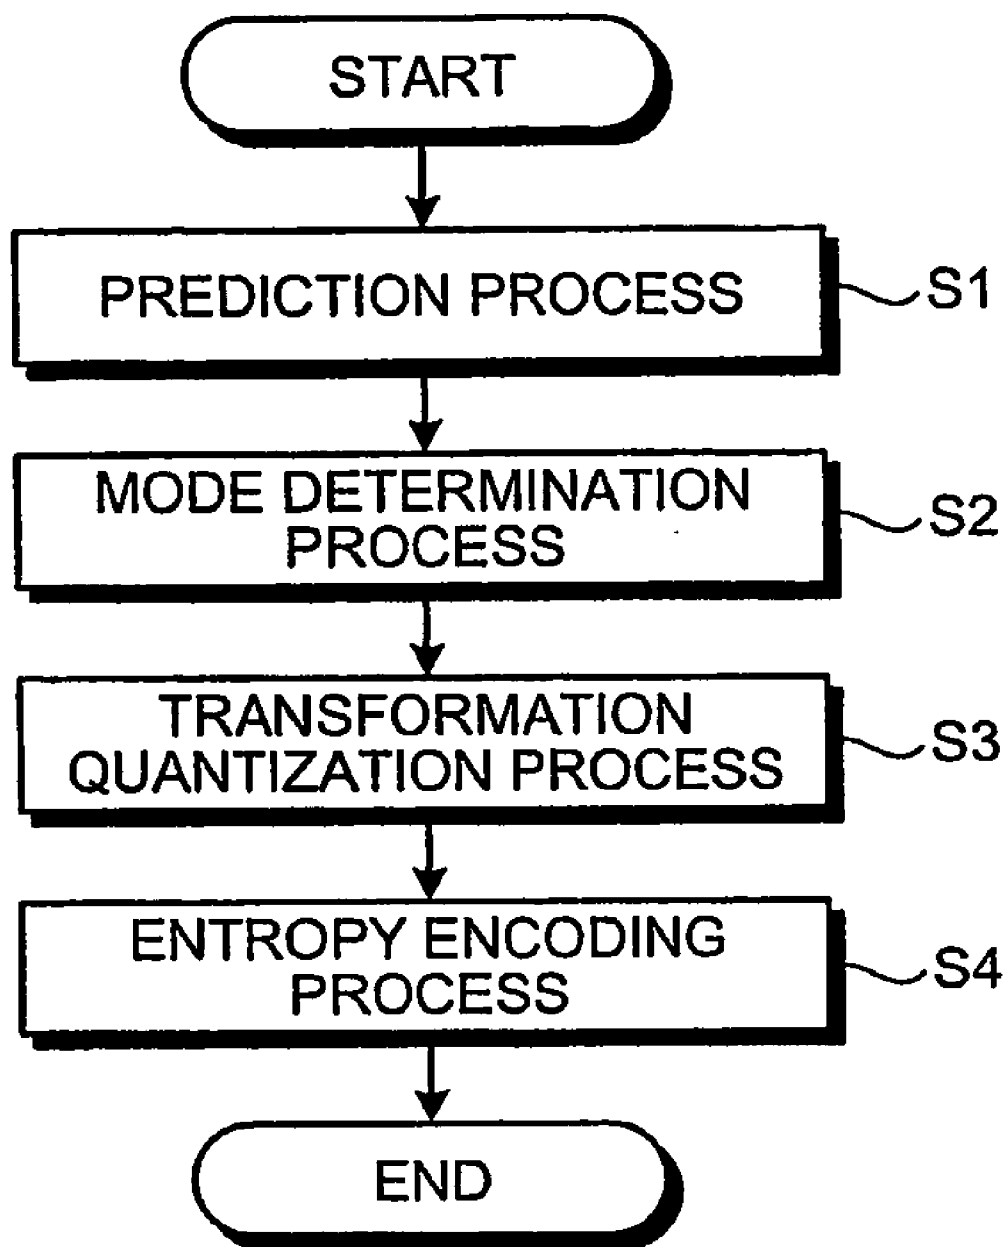 START
PREDICTION PROCESS
S1
MODE DETERMINATION
PROCESS
S2
TRANSFORMATION
QUANTIZATION PROCESS
S3
ENTROPY ENCODING
PROCESS
S4
END